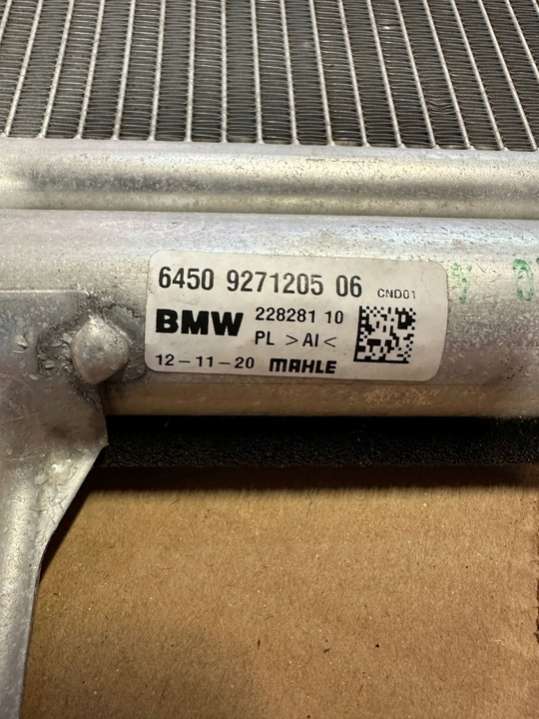 6450 9271205 06 CND01
BMW 228281 10
PL >Al<
12-11-20 MAHLE